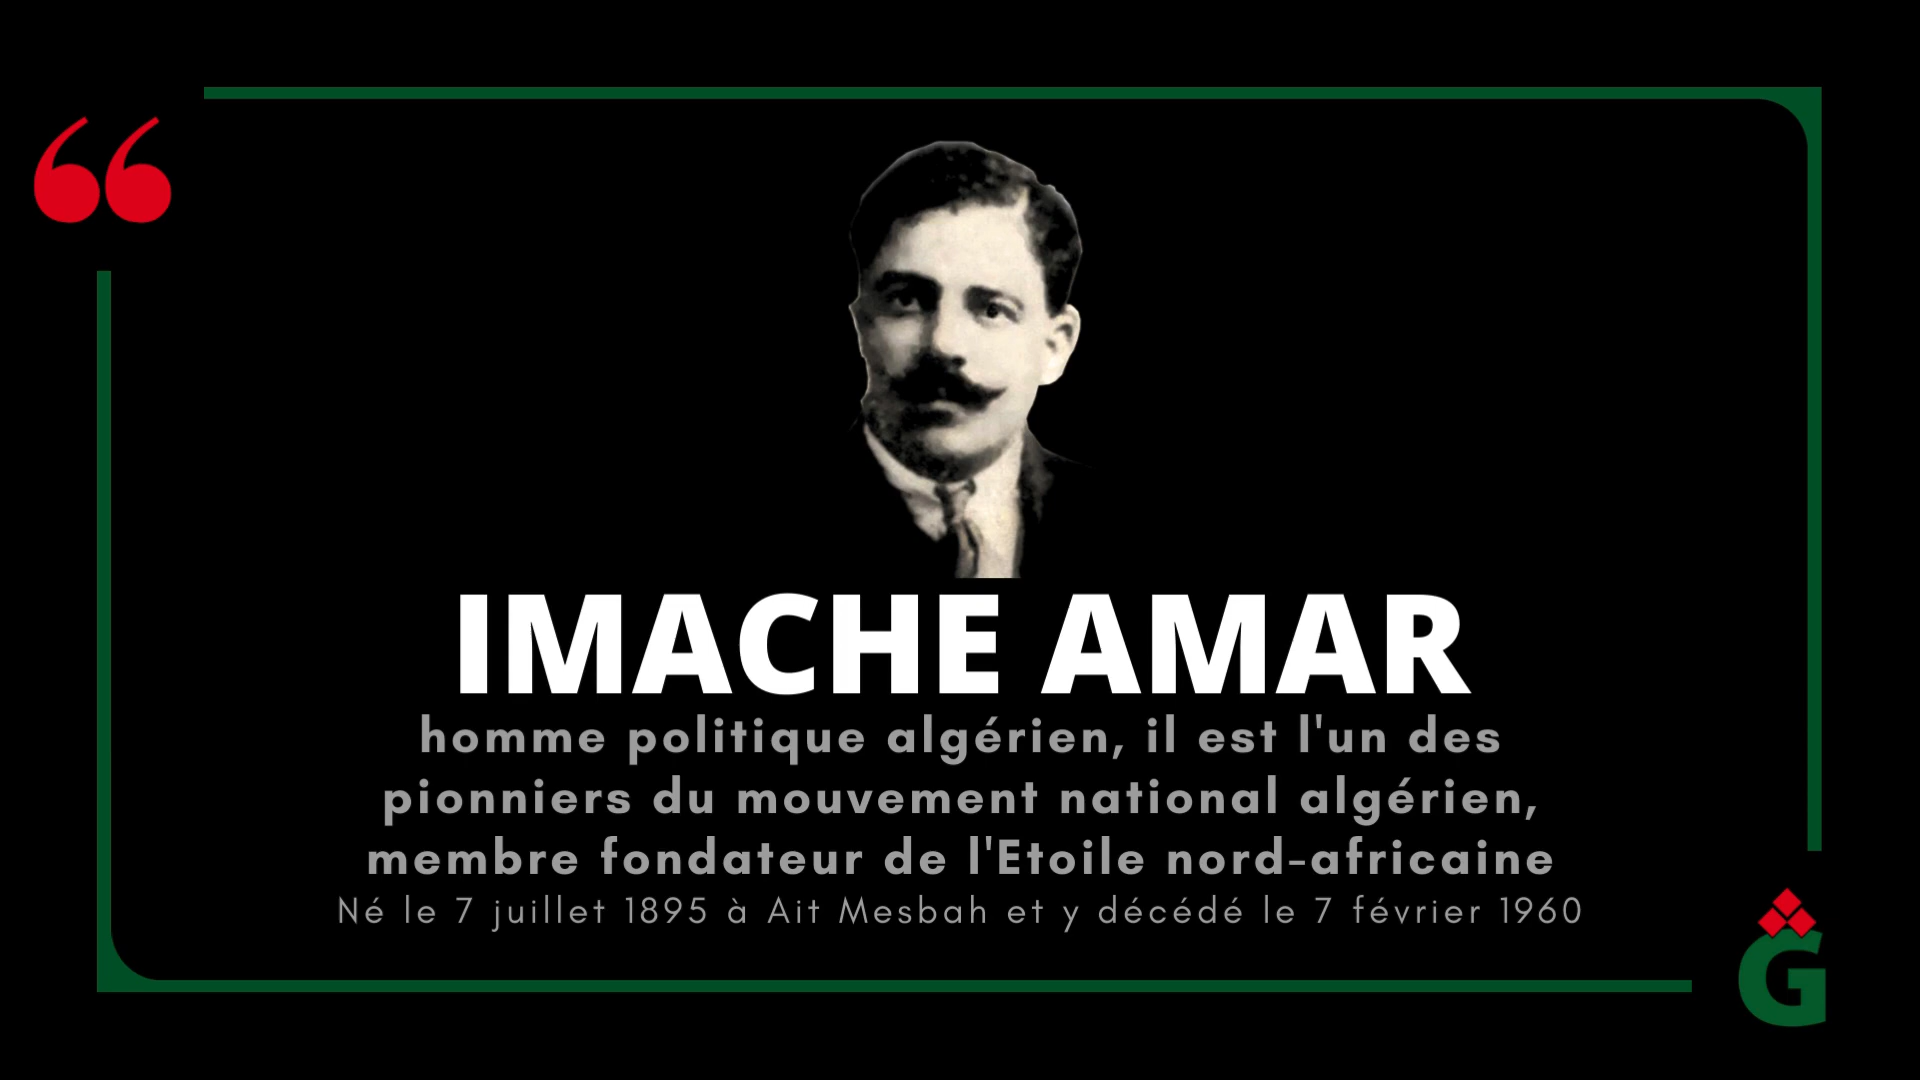 IMACHE AMAR
homme politique algérien, il est l'un des
pionniers du mouvement national algérien,
membre fondateur de l'Etoile nord-africaine
Né le 7 juillet 1895 à Ait Mesbah et y décédé le 7 février 1960
G